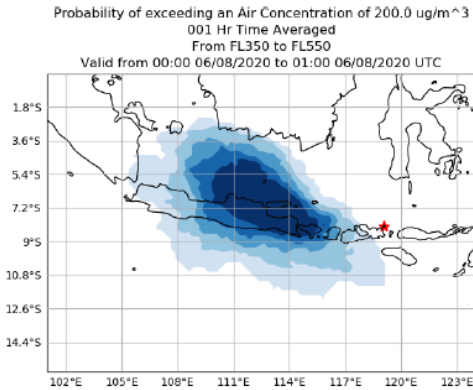 Probability of exceeding an Air Concentration of 200.0 ug/m^3
001 Hr Time Averaged
From FL350 to FL550
Valid from 00:00 06/08/2020 to 01:00 06/08/2020 UTC
1.8°S
3.6°S
5.4°S
7.2°S
9°S
10.8°S
12.6°S
14.4°S
102°E 105°E 108°E 111°E 114°E 117°E 120°E 123°E